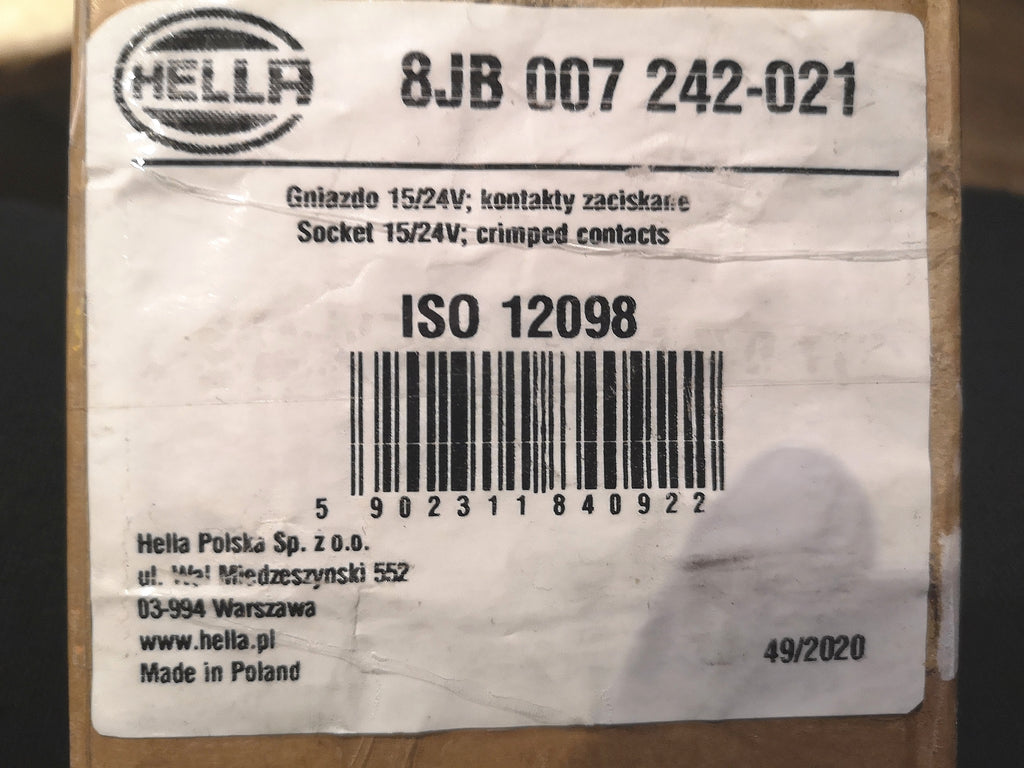 HELLA
8JB 007 242-021
Gniazdo 15/24V; kontakty zaciskane
Socket 15/24V; crimped contacts
ISO 12098
5 902311 840922
Hella Polska Sp. z o.o.
ul. Wał Miedzeszynski 552
03-994 Warszawa
www.hella.pl
Made in Poland
49/2020